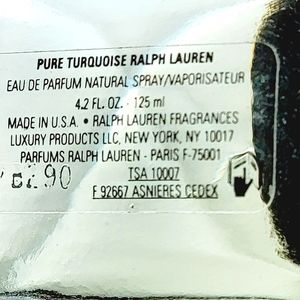 PURE TURQUOISE RALPH LAUREN
EAU DE PARFUM NATURAL SPRAY/VAPORISATEUR
4.2 FL. OZ. - 125 ml
MADE IN U.S.A. • RALPH LAUREN FRAGRANCES
LUXURY PRODUCTS LLC, NEW YORK, NY 10017
PARFUMS RALPH LAUREN - PARIS F-75001
TSA 10007
F 92667 ASNIERES CEDEX